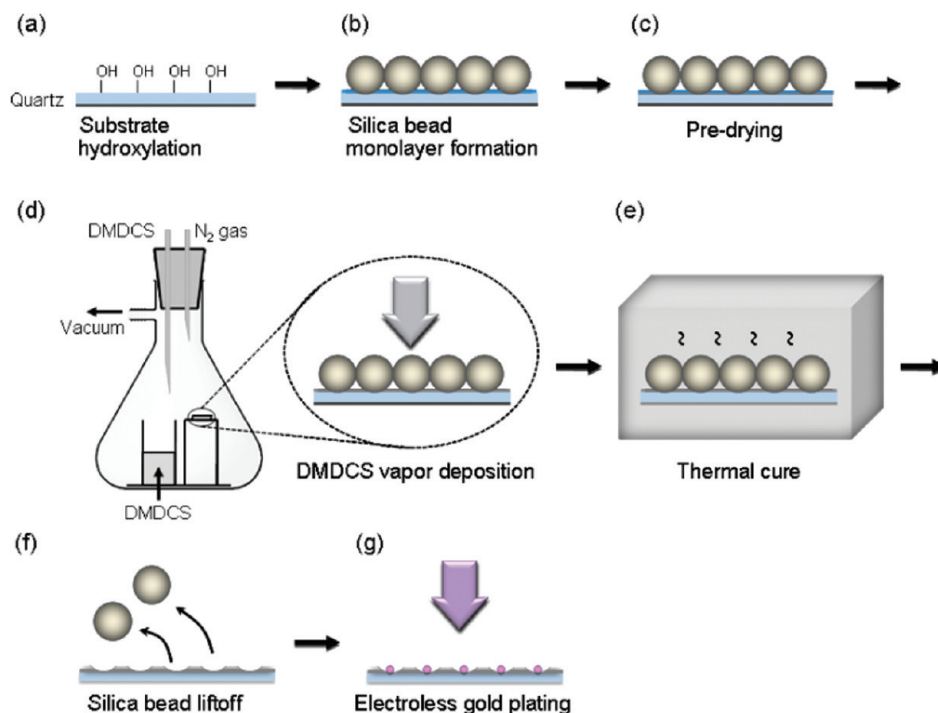 (a)
OH OH OH OH
Quartz
Substrate
hydroxylation
(b)
Silica bead
monolayer formation
(c)
Pre-drying
(d)
DMDCS
N₂ gas
Vacuum
DMDCS
DMDCS vapor deposition
(e)
Thermal cure
(f)
Silica bead liftoff
(g)
Electroless gold plating